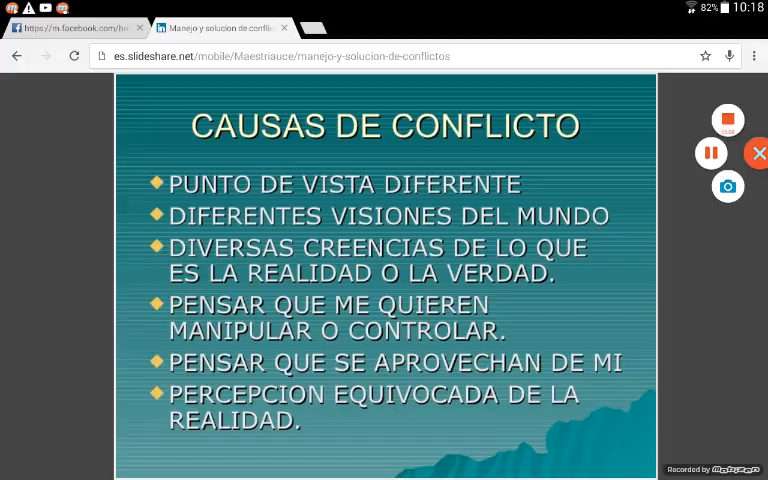 82% 10:18
https://m.facebook.com/ho
Manejo y solucion de conflic
es.slideshare.net/mobile/Maestriauce/manejo-y-solucion-de-conflictos
CAUSAS DE CONFLICTO
PUNTO DE VISTA DIFERENTE
DIFERENTES VISIONES DEL MUNDO
DIVERSAS CREENCIAS DE LO QUE
ES LA REALIDAD O LA VERDAD.
PENSAR QUE ME QUIEREN
MANIPULAR O CONTROLAR.
PENSAR QUE SE APROVECHAN DE MI
PERCEPCION EQUIVOCADA DE LA
REALIDAD.
Recorded by Mobizen